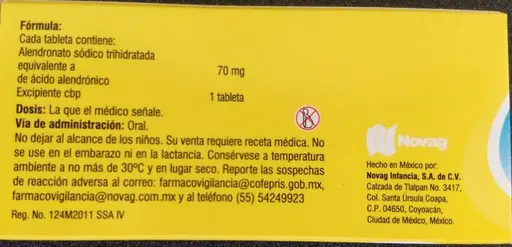 Fórmula:
Cada tableta contiene:
Alendronato sódico trihidratada
equivalente a 70 mg
de ácido alendrónico
Excipiente cbp 1 tableta
Dosis: La que el médico señale.
Vía de administración: Oral.
No dejar al alcance de los niños. Su venta requiere receta médica. No
se use en el embarazo ni en la lactancia. Consérvese a temperatura
ambiente a no más de 30ºC y en lugar seco. Reporte las sospechas
de reacción adversa al correo: farmacovigilancia@cofepris.gob.mx,
farmacovigilancia@novag.com.mx y al teléfono (55) 54249923
Reg. No. 124M2011 SSA IV
Novag
Hecho en México por:
Novag Infancia, S.A. de C.V.
Calzada de Tlalpan No. 3417,
Col. Santa Úrsula Coapa,
C.P. 04650, Coyoacán,
Ciudad de México, México.